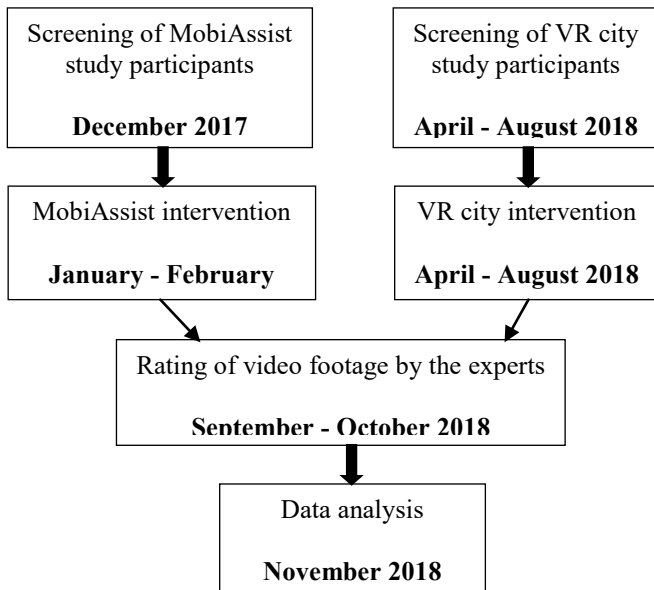 Screening of MobiAssist
study participants
December 2017
Screening of VR city
study participants
April - August 2018
MobiAssist intervention
January - February
VR city intervention
April - August 2018
Rating of video footage by the experts
September - October 2018
Data analysis
November 2018